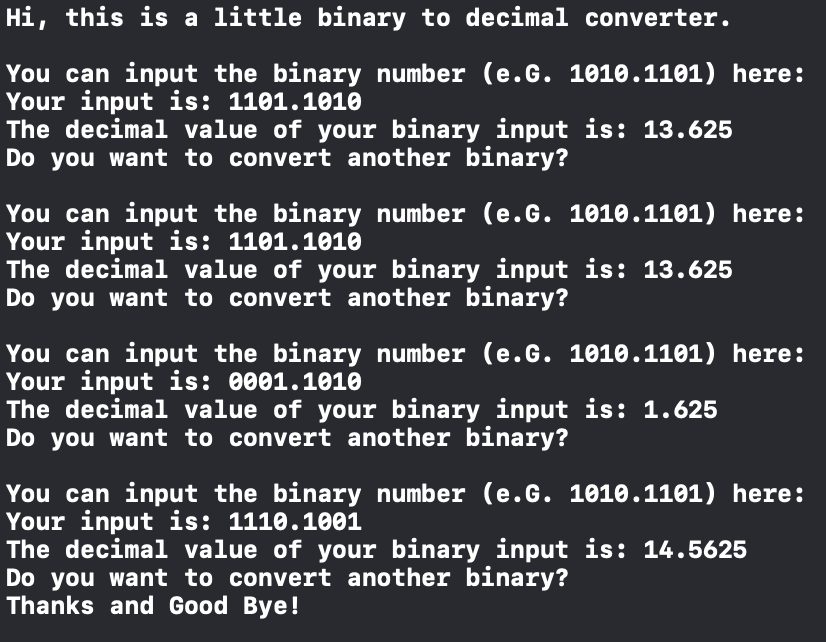 Hi, this is a little binary to decimal converter.
You can input the binary number (e.G. 1010.1101) here:
Your input is: 1101.1010
The decimal value of your binary input is: 13.625
Do you want to convert another binary?
You can input the binary number (e.G. 1010.1101) here:
Your input is: 1101.1010
The decimal value of your binary input is: 13.625
Do you want to convert another binary?
You can input the binary number (e.G. 1010.1101) here:
Your input is: 0001.1010
The decimal value of your binary input is: 1.625
Do you want to convert another binary?
You can input the binary number (e.G. 1010.1101) here:
Your input is: 1110.1001
The decimal value of your binary input is: 14.5625
Do you want to convert another binary?
Thanks and Good Bye!